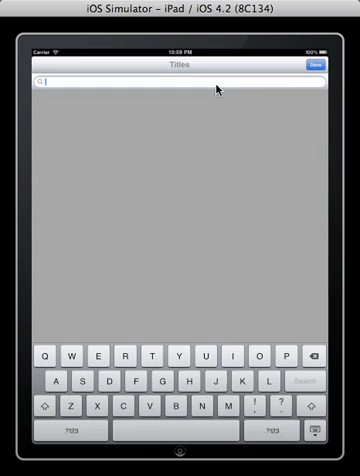 iOS Simulator - iPad / iOS 4.2 (8C134)
Carrier 10:59 PM 100%
Titles Done
Q W E R T Y U I O P
A S D F G H J K L Search
Z X C V B N M ! , ? .
.?123 .?123